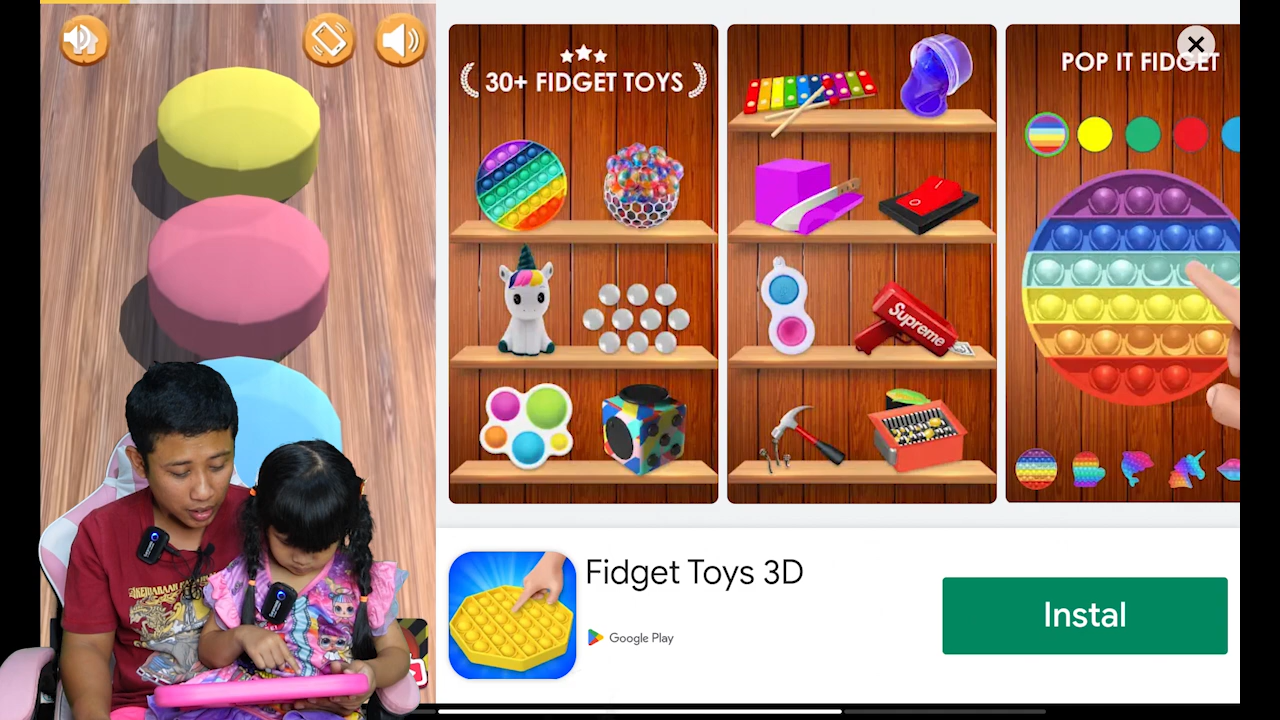 30+ FIDGET TOYS
Supreme
POP IT FIDGET
Fidget Toys 3D
Google Play
Instal